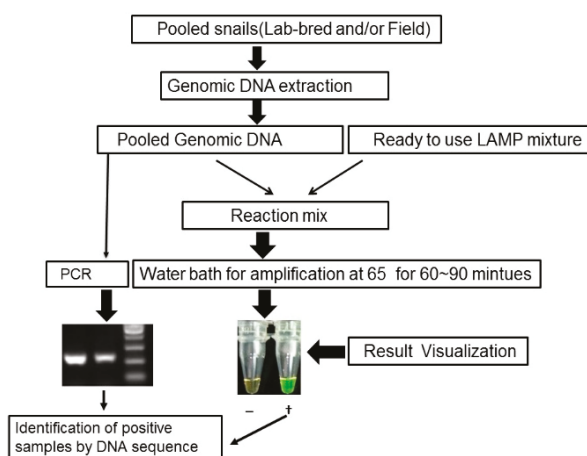 Pooled snails(Lab-bred and/or Field)
Genomic DNA extraction
Pooled Genomic DNA
Ready to use LAMP mixture
Reaction mix
PCR
Water bath for amplification at 65 for 60~90 mintues
Result Visualization
– +
Identification of positive
samples by DNA sequence